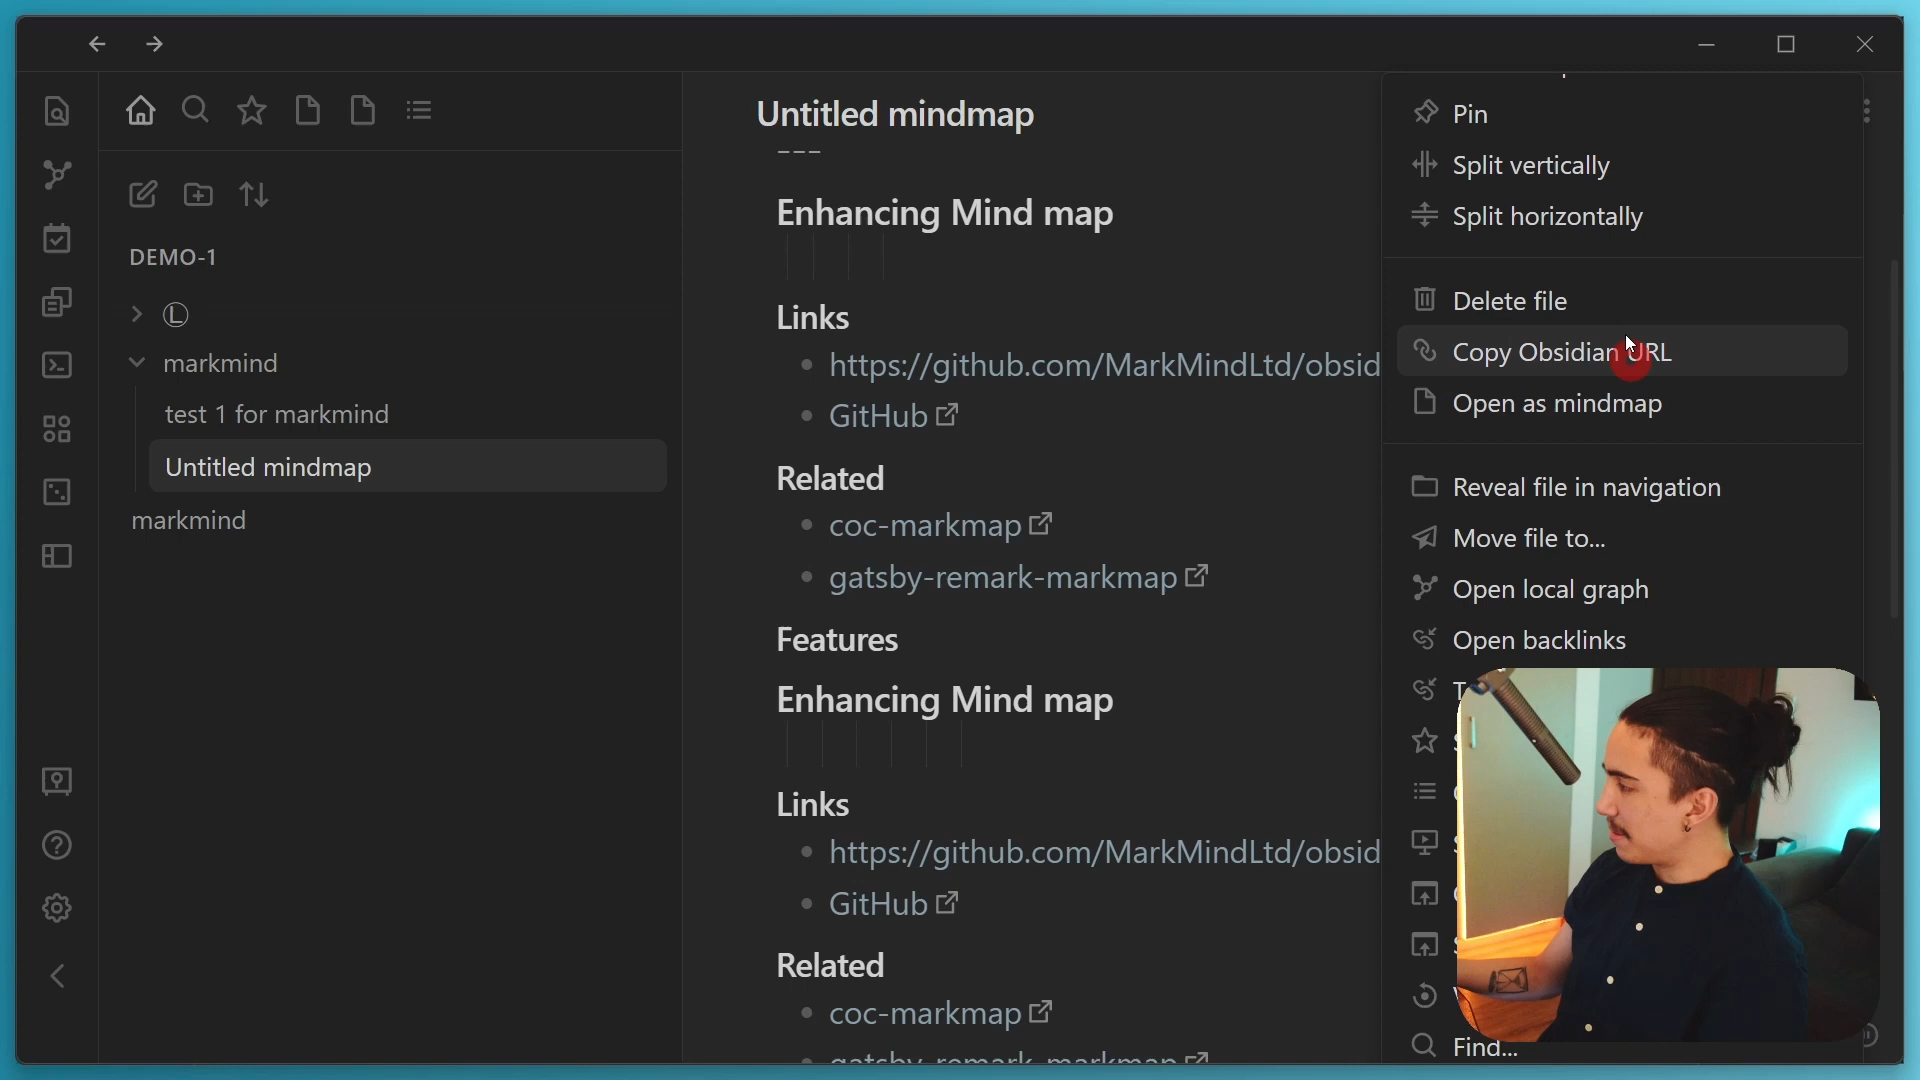 DEMO-1
Ⓛ
markmind
test 1 for markmind
Untitled mindmap
markmind
Untitled mindmap
---
Enhancing Mind map
Links
https://github.com/MarkMindLtd/obsid
GitHub
Related
coc-markmap
gatsby-remark-markmap
Features
Enhancing Mind map
Links
https://github.com/MarkMindLtd/obsid
GitHub
Related
coc-markmap
gatsby-remark-markmap
Pin
Split vertically
Split horizontally
Delete file
Copy Obsidian URL
Open as mindmap
Reveal file in navigation
Move file to...
Open local graph
Open backlinks
Find...